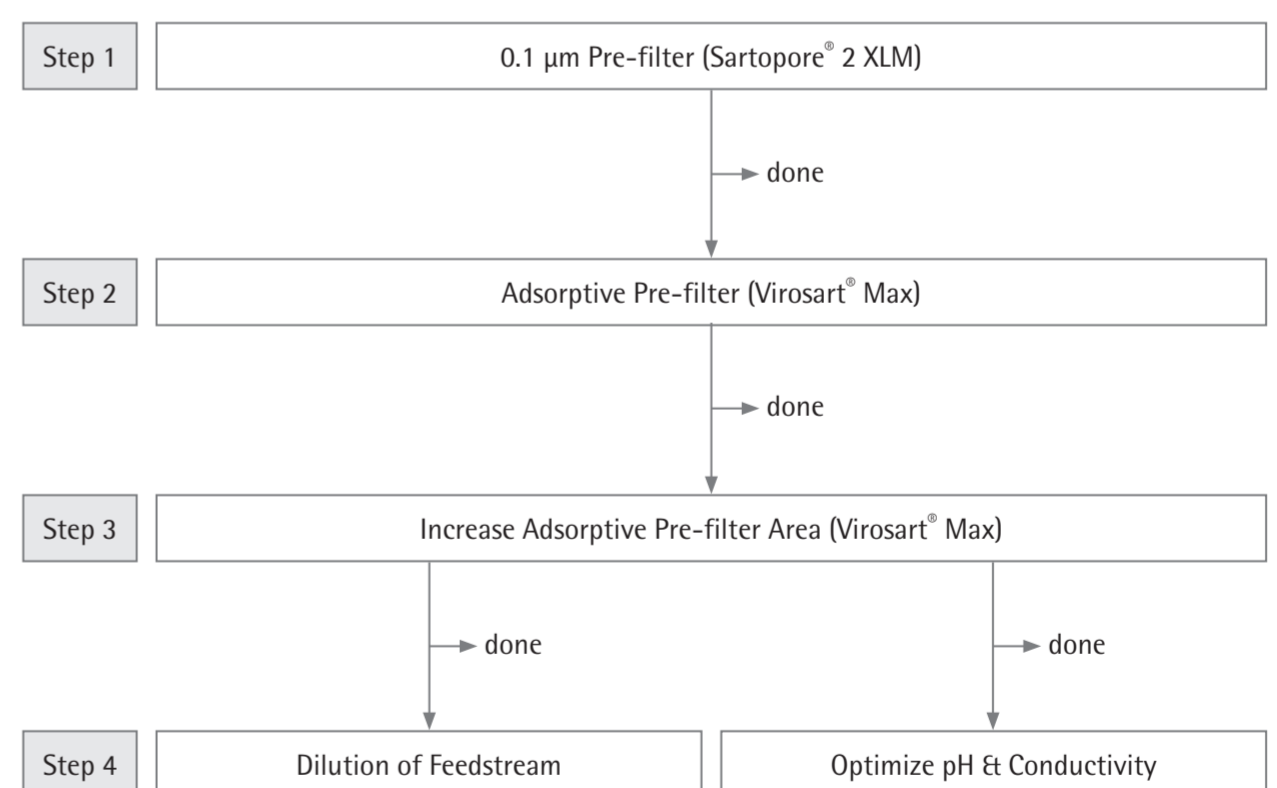 Step 1
0.1 µm Pre-filter (Sartopore® 2 XLM)
done
Step 2
Adsorptive Pre-filter (Virosart® Max)
done
Step 3
Increase Adsorptive Pre-filter Area (Virosart® Max)
done
done
Step 4
Dilution of Feedstream
Optimize pH & Conductivity